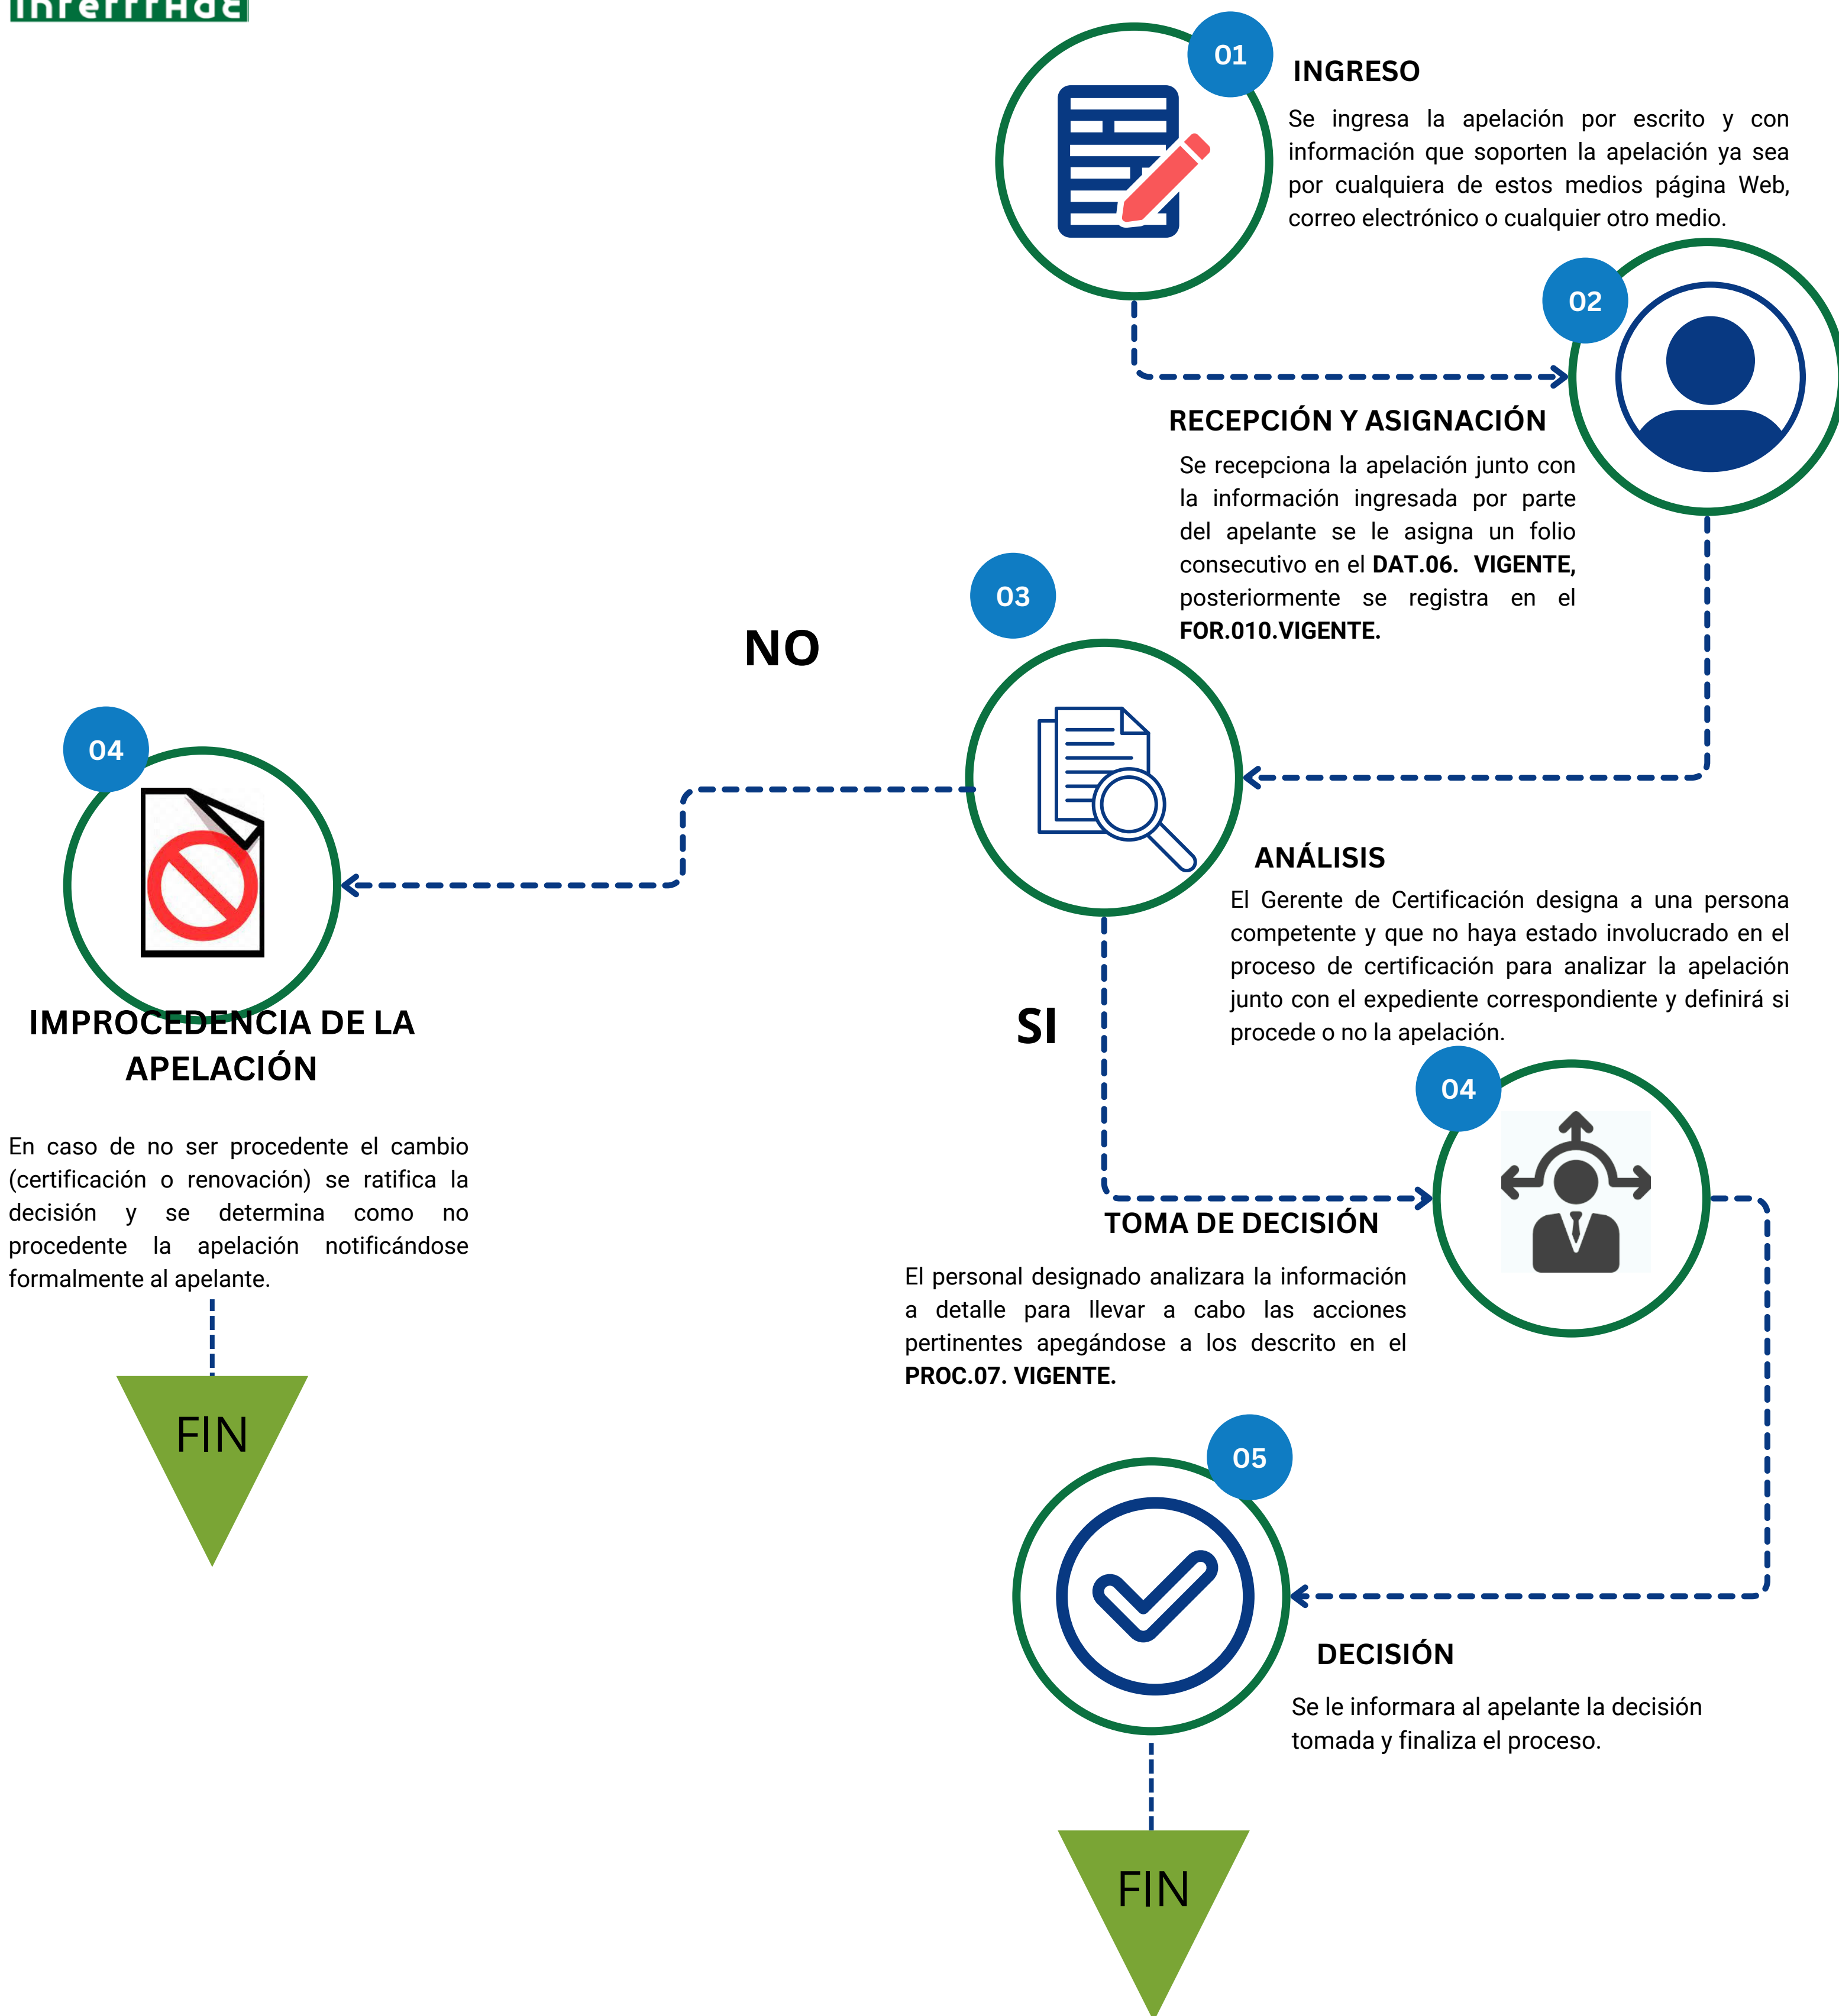 01
INGRESO
Se ingresa la apelación por escrito y con
información que soporten la apelación ya sea
por cualquiera de estos medios página Web,
correo electrónico o cualquier otro medio.
02
RECEPCIÓN Y ASIGNACIÓN
Se recepciona la apelación junto con
la información ingresada por parte
del apelante se le asigna un folio
consecutivo en el DAT.06. VIGENTE,
posteriormente se registra en el
FOR.010.VIGENTE.
03
NO
ANÁLISIS
El Gerente de Certificación designa a una persona
competente y que no haya estado involucrado en el
proceso de certificación para analizar la apelación
junto con el expediente correspondiente y definirá si
procede o no la apelación.
04
IMPROCEDENCIA DE LA
APELACIÓN
En caso de no ser procedente el cambio
(certificación o renovación) se ratifica la
decisión y se determina como no
procedente la apelación notificándose
formalmente al apelante.
FIN
SI
04
TOMA DE DECISIÓN
El personal designado analizara la información
a detalle para llevar a cabo las acciones
pertinentes apegándose a los descrito en el
PROC.07. VIGENTE.
05
DECISIÓN
Se le informara al apelante la decisión
tomada y finaliza el proceso.
FIN